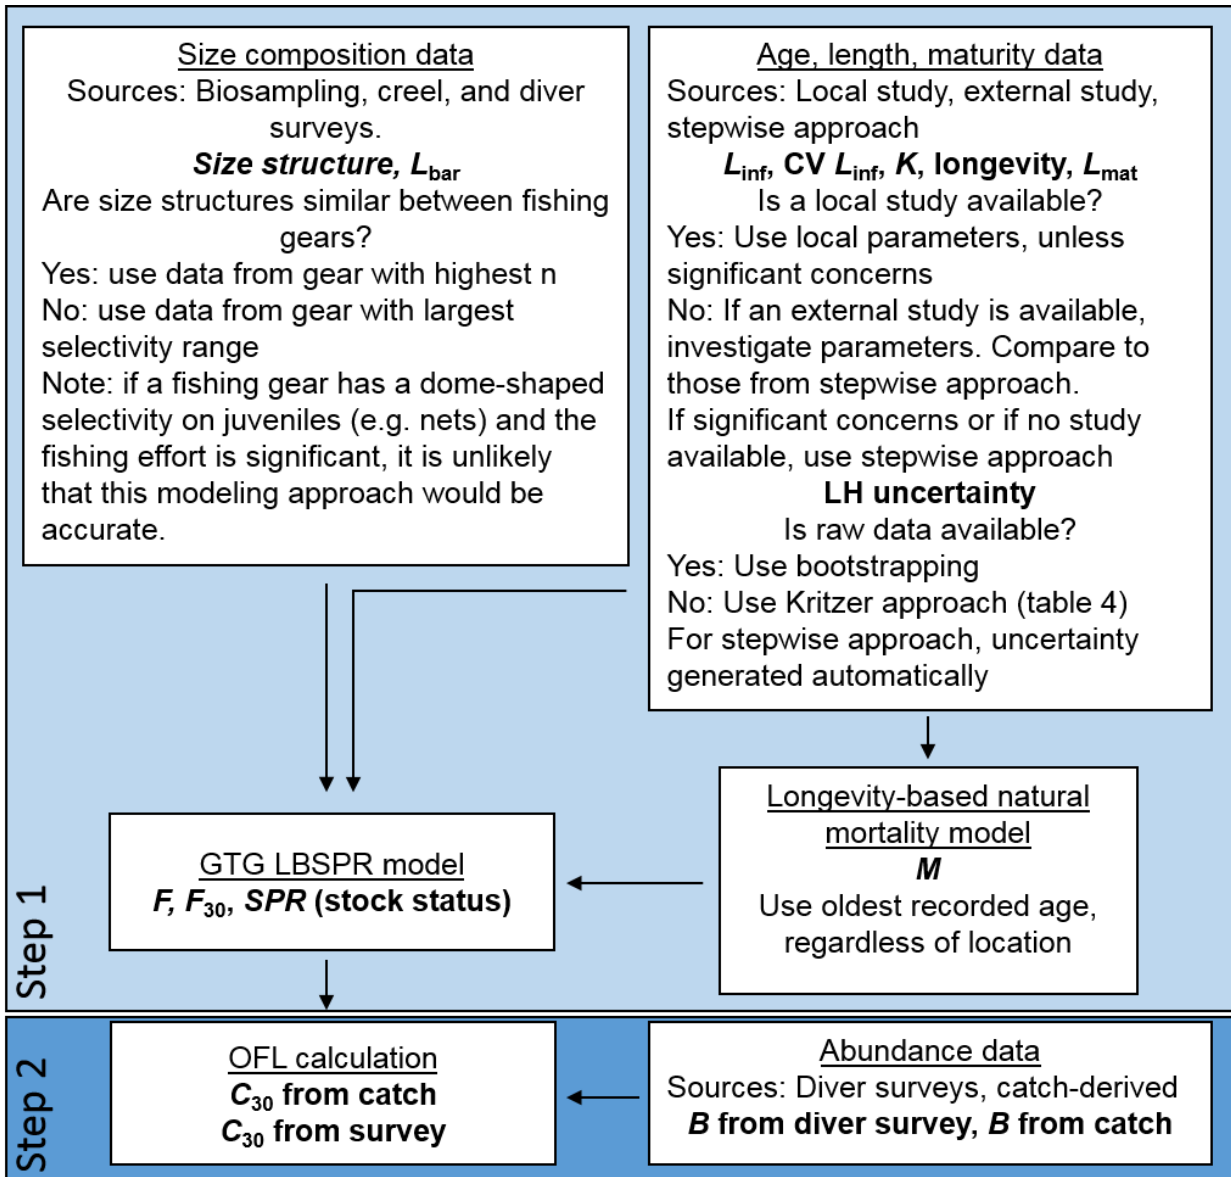 Size composition data
Sources: Biosampling, creel, and diver
surveys.
Size structure, Lbar
Are size structures similar between fishing
gears?
Yes: use data from gear with highest n
No: use data from gear with largest
selectivity range
Note: if a fishing gear has a dome-shaped
selectivity on juveniles (e.g. nets) and the
fishing effort is significant, it is unlikely
that this modeling approach would be
accurate.
Age, length, maturity data
Sources: Local study, external study,
stepwise approach
Linf, CV Linf, K, longevity, Lmat
Is a local study available?
Yes: Use local parameters, unless
significant concerns
No: If an external study is available,
investigate parameters. Compare to
those from stepwise approach.
If significant concerns or if no study
available, use stepwise approach
LH uncertainty
Is raw data available?
Yes: Use bootstrapping
No: Use Kritzer approach (table 4)
For stepwise approach, uncertainty
generated automatically
Longevity-based natural
mortality model
M
Use oldest recorded age,
regardless of location
GTG LBSPR model
F, F30, SPR (stock status)
Step 1
OFL calculation
C30 from catch
C30 from survey
Abundance data
Sources: Diver surveys, catch-derived
B from diver survey, B from catch
Step 2